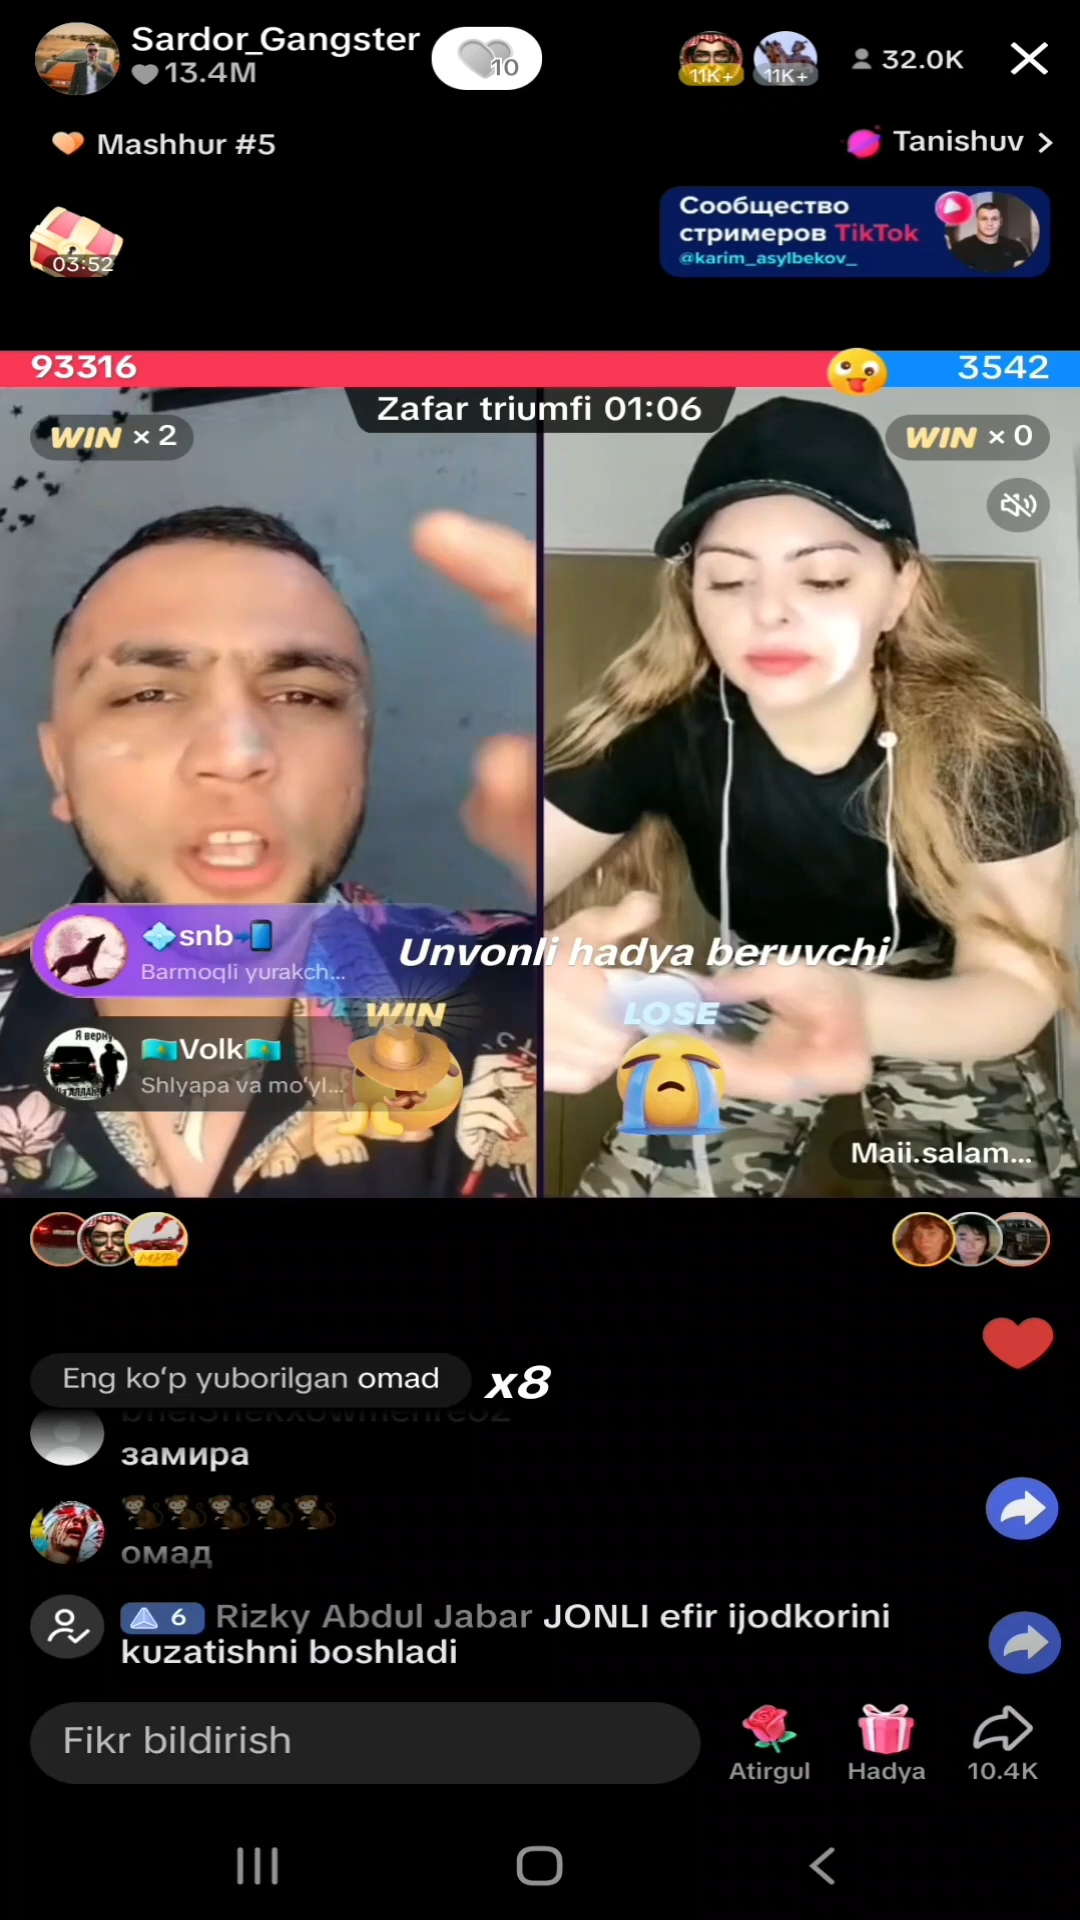 Sardor_Gangster
13.4M
10
11K+
11K+
32.0K
Mashhur #5
Tanishuv
03:52
Сообщество
стримеров TikTok
@karim_asylbekov_
93316
3542
Zafar triumfi 01:06
WIN × 2
WIN × 0
snb
Barmoqli yurakch...
Unvonli hadya beruvchi
WIN
LOSE
Volk
Shlyapa va mo'yl...
Maii.salam...
Eng ko'p yuborilgan omad x8
замира
омад
6 Rizky Abdul Jabar JONLI efir ijodkorini
kuzatishni boshladi
Fikr bildirish
Atirgul
Hadya
10.4K